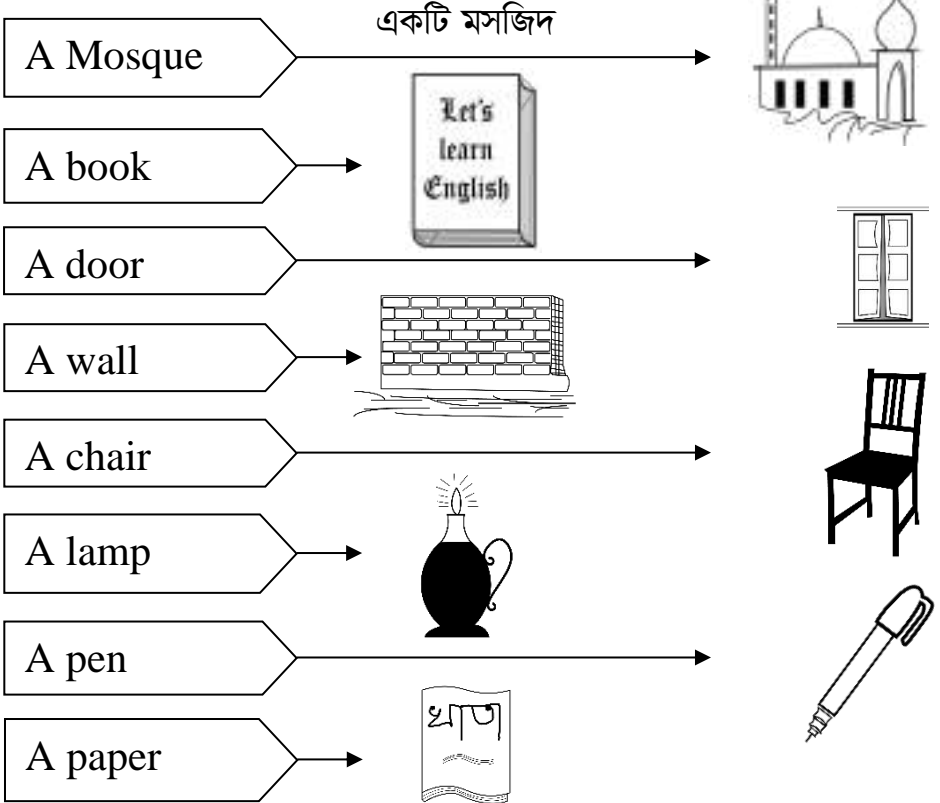 একটি মসজিদ
A Mosque
A book
Let's
learn
English
A door
A wall
A chair
A lamp
A pen
A paper
খাতা